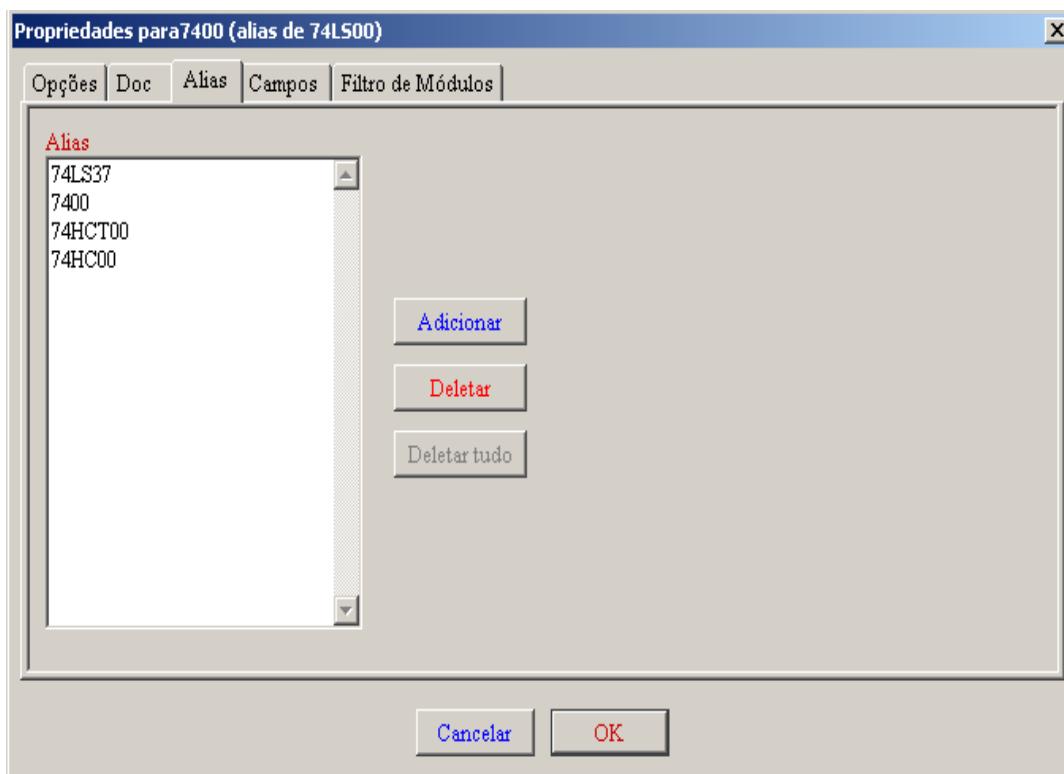 Propriedades para7400 (alias de 74LS00)
Opções Doc Alias Campos Filtro de Módulos
Alias
74LS37
7400
74HCT00
74HC00
Adicionar
Deletar
Deletar tudo
Cancelar OK